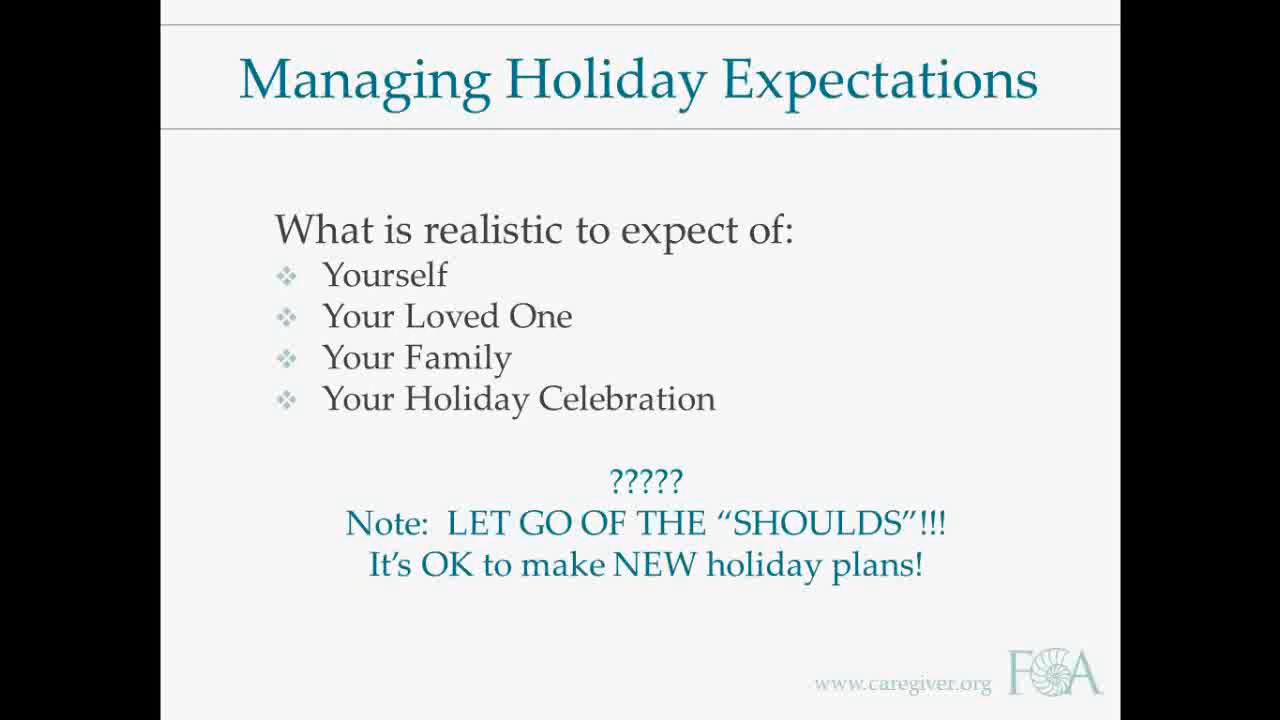 Managing Holiday Expectations
What is realistic to expect of:
Yourself
Your Loved One
Your Family
Your Holiday Celebration
?????
Note:  LET GO OF THE “SHOULDS”!!!
It’s OK to make NEW holiday plans!
www.caregiver.org FCA